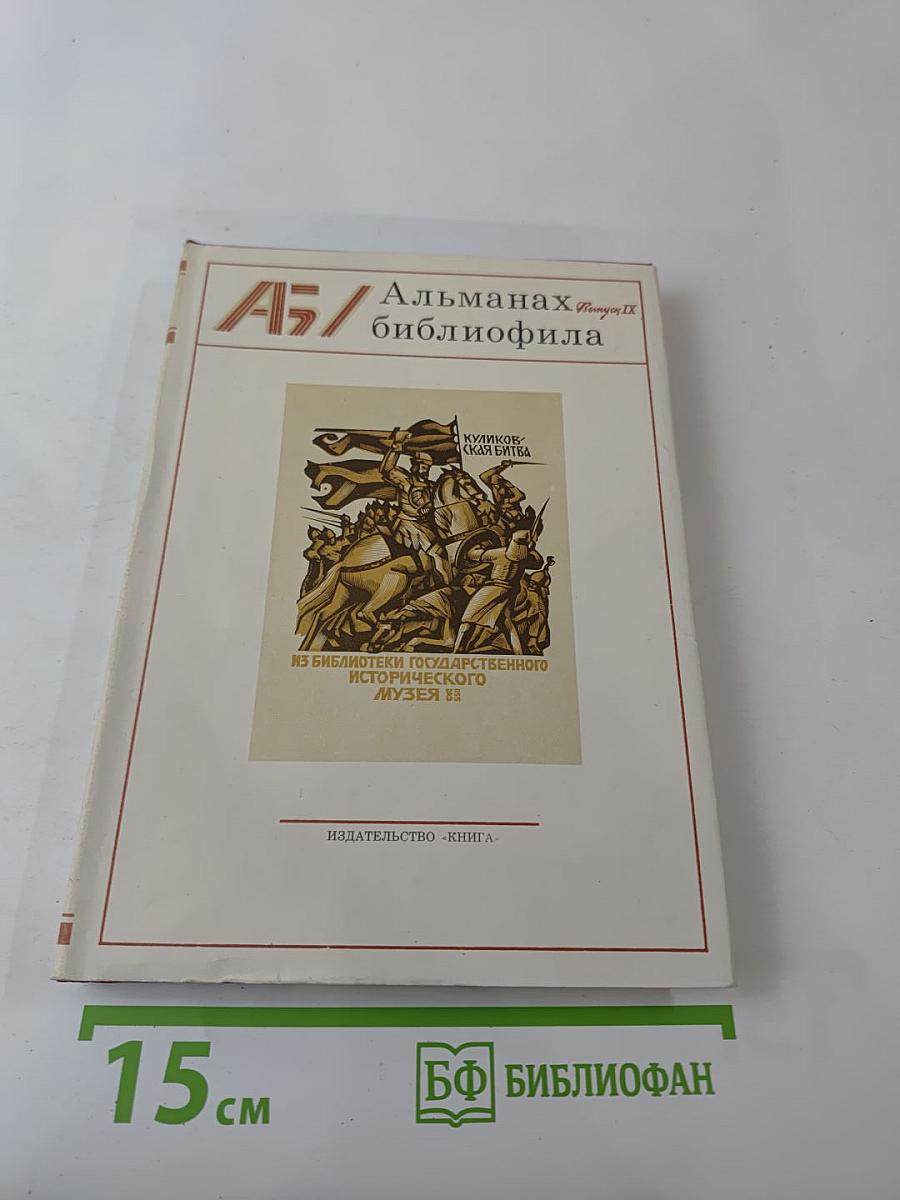 АБ
Альманах Выпуск IX
библиофила
КУЛИКОВ-
СКАЯ БИТВА
ИЗ БИБЛИОТЕКИ ГОСУДАРСТВЕННОГО
ИСТОРИЧЕСКОГО
МУЗЕЯ
ИЗДАТЕЛЬСТВО «КНИГА»
15 см
БФ БИБЛИОФАН